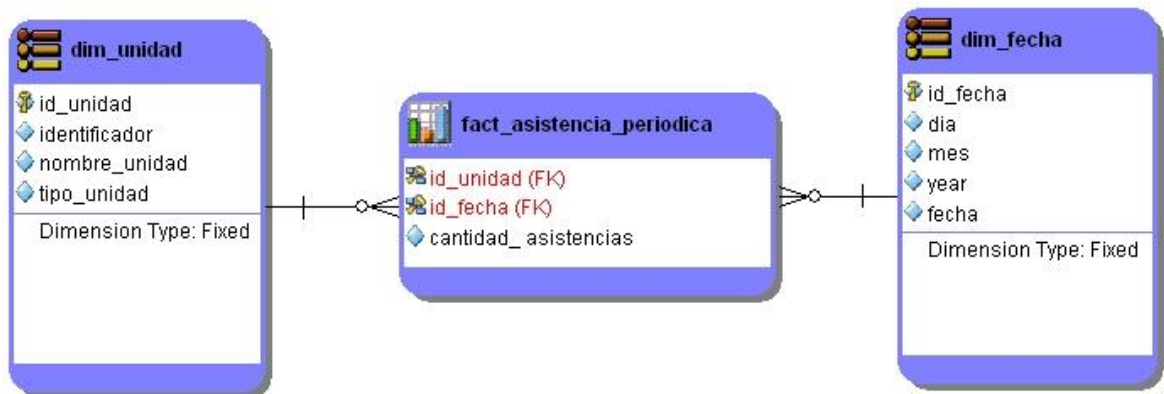 dim_unidad
id_unidad
identificador
nombre_unidad
tipo_unidad
Dimension Type: Fixed
fact_asistencia_periodica
id_unidad (FK)
id_fecha (FK)
cantidad_ asistencias
dim_fecha
id_fecha
dia
mes
year
fecha
Dimension Type: Fixed